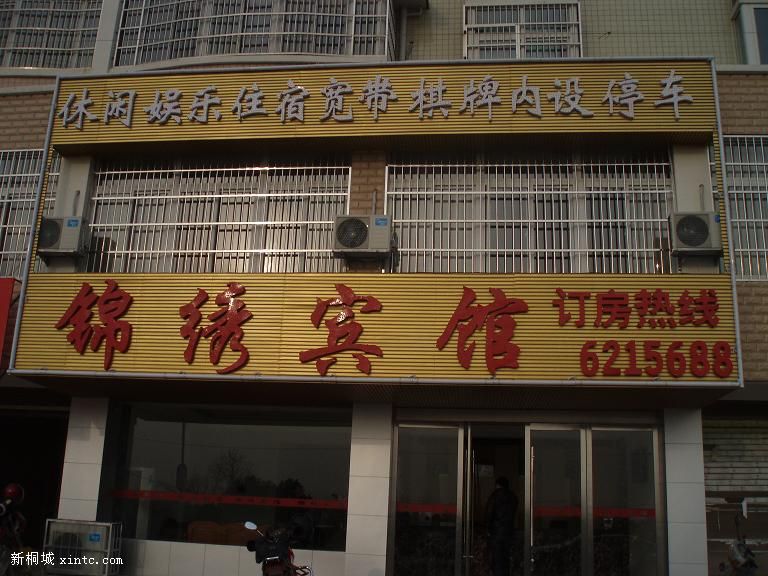 休闲娱乐住宿宽带棋牌内设停车
锦绣宾馆
订房热线
6215688
新桐城 xintc.com